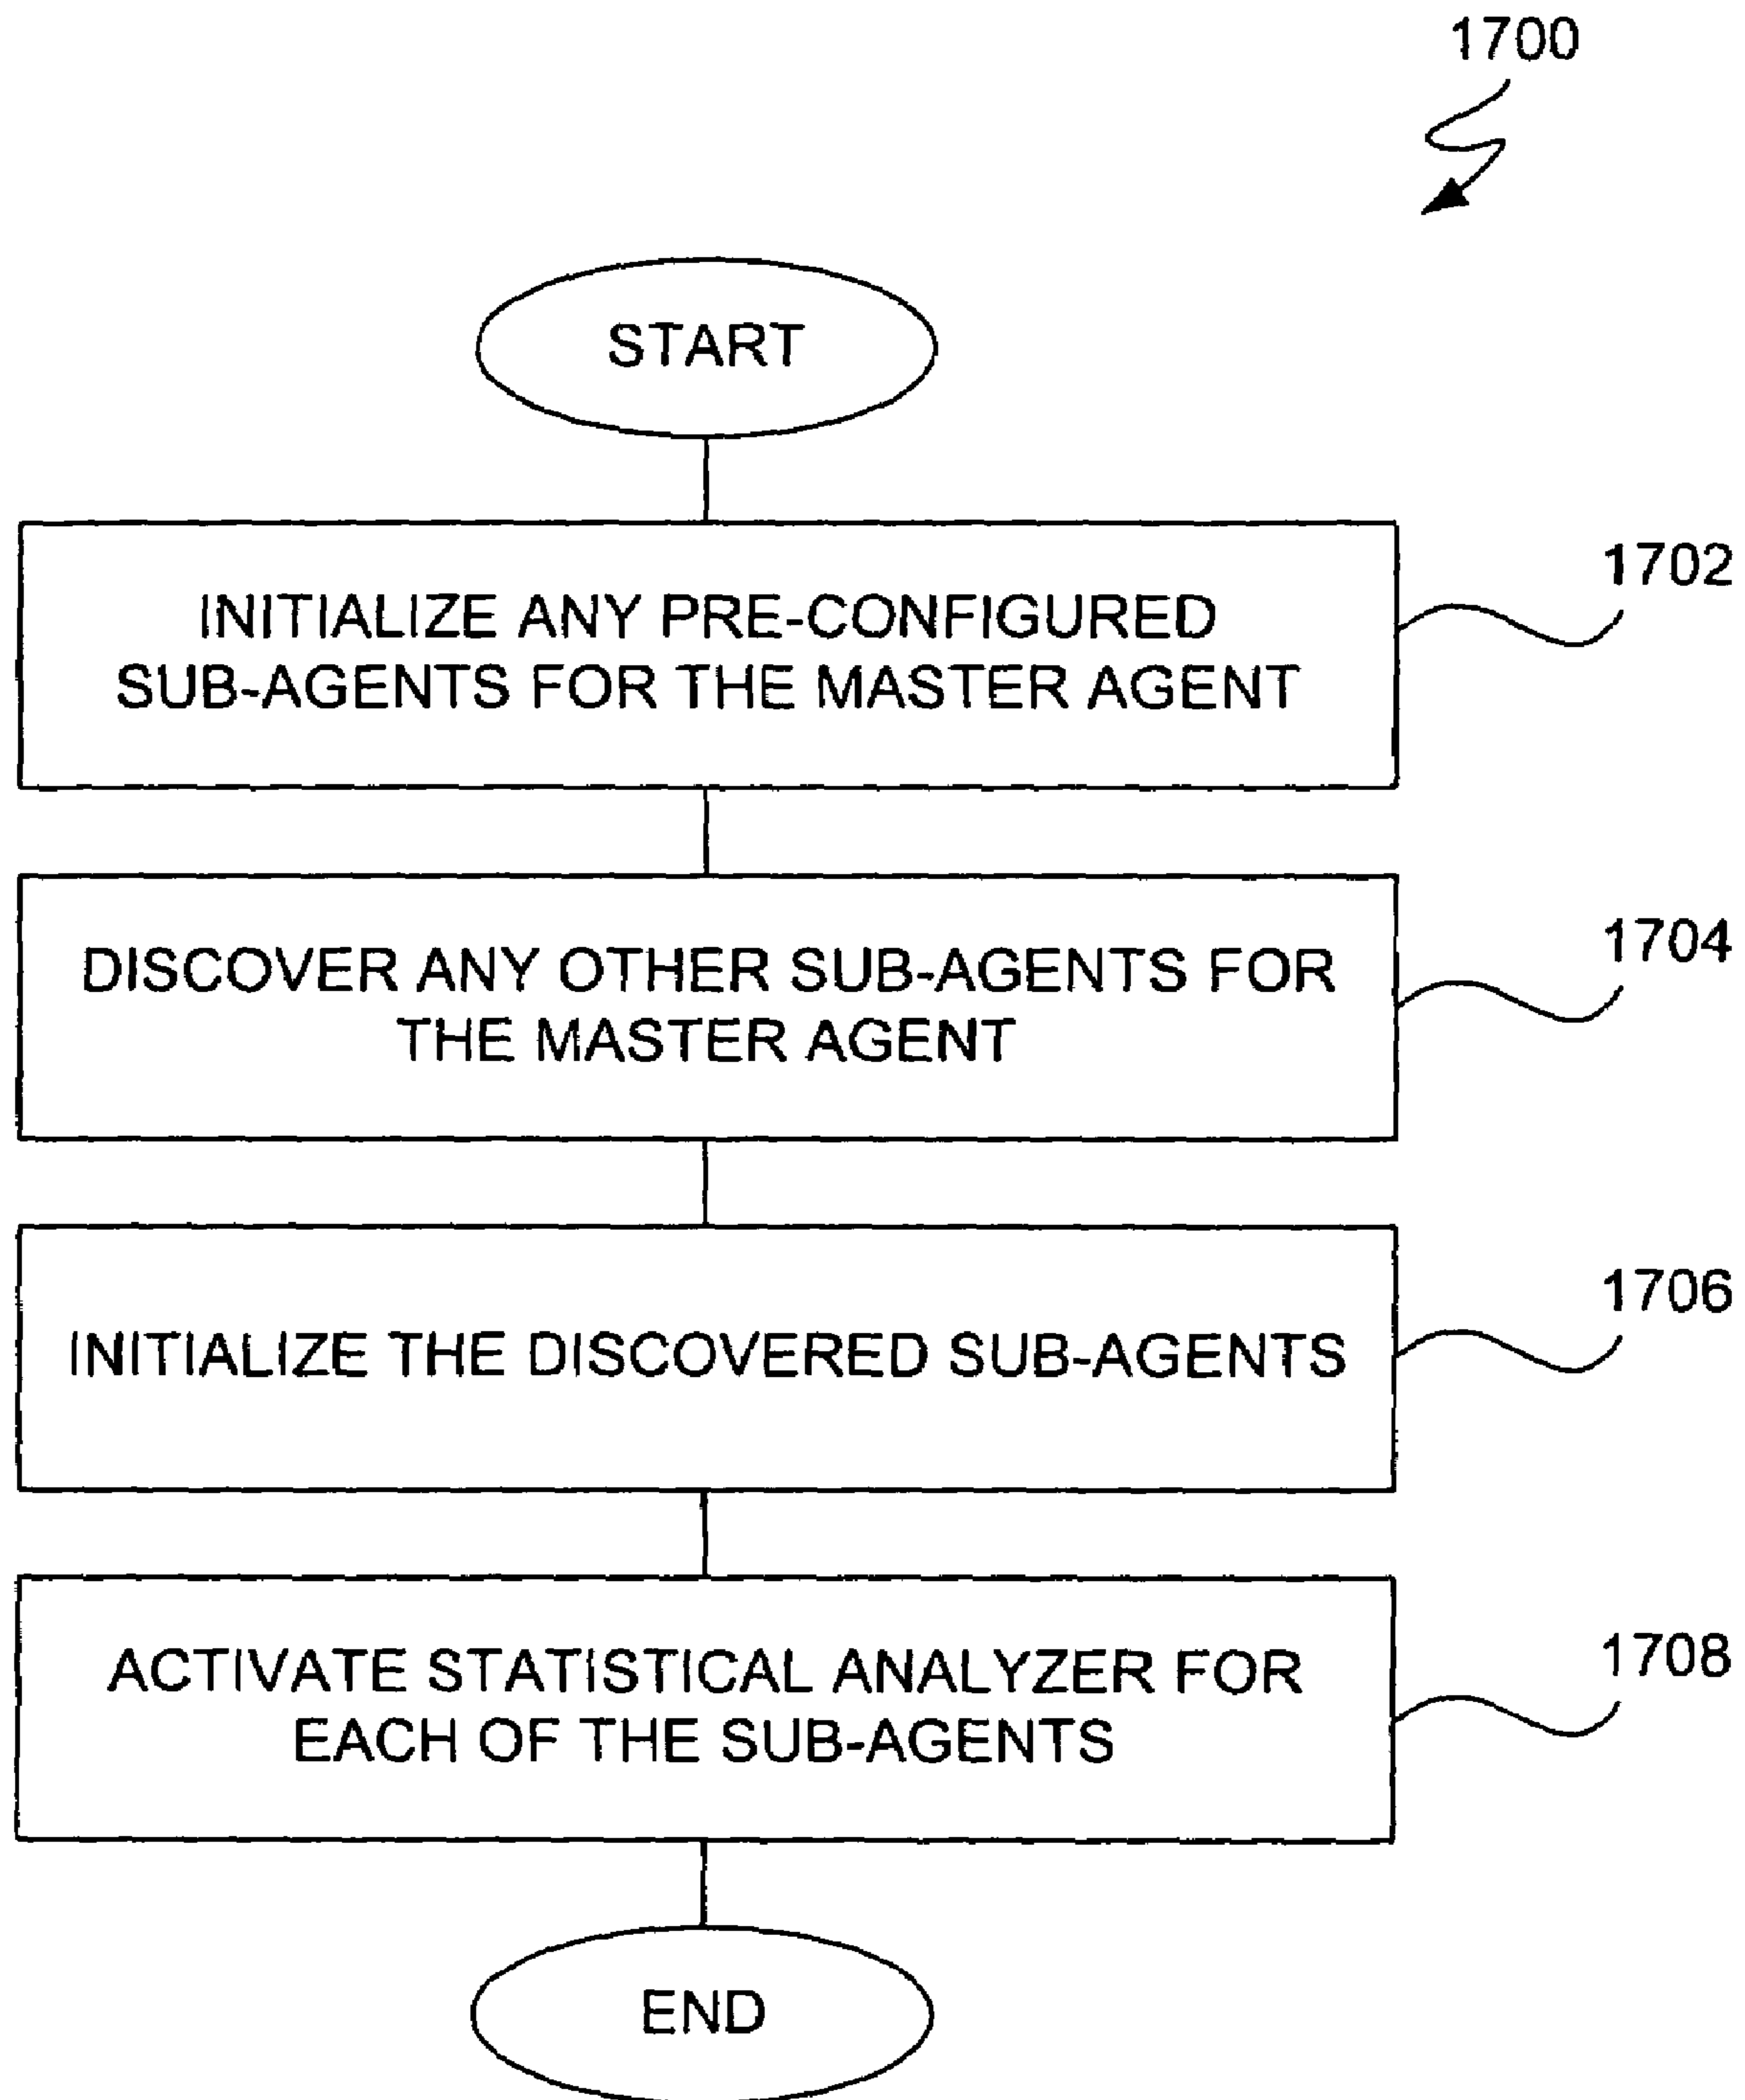 1700
START
INITIALIZE ANY PRE-CONFIGURED
SUB-AGENTS FOR THE MASTER AGENT
1702
DISCOVER ANY OTHER SUB-AGENTS FOR
THE MASTER AGENT
1704
INITIALIZE THE DISCOVERED SUB-AGENTS
1706
ACTIVATE STATISTICAL ANALYZER FOR
EACH OF THE SUB-AGENTS
1708
END